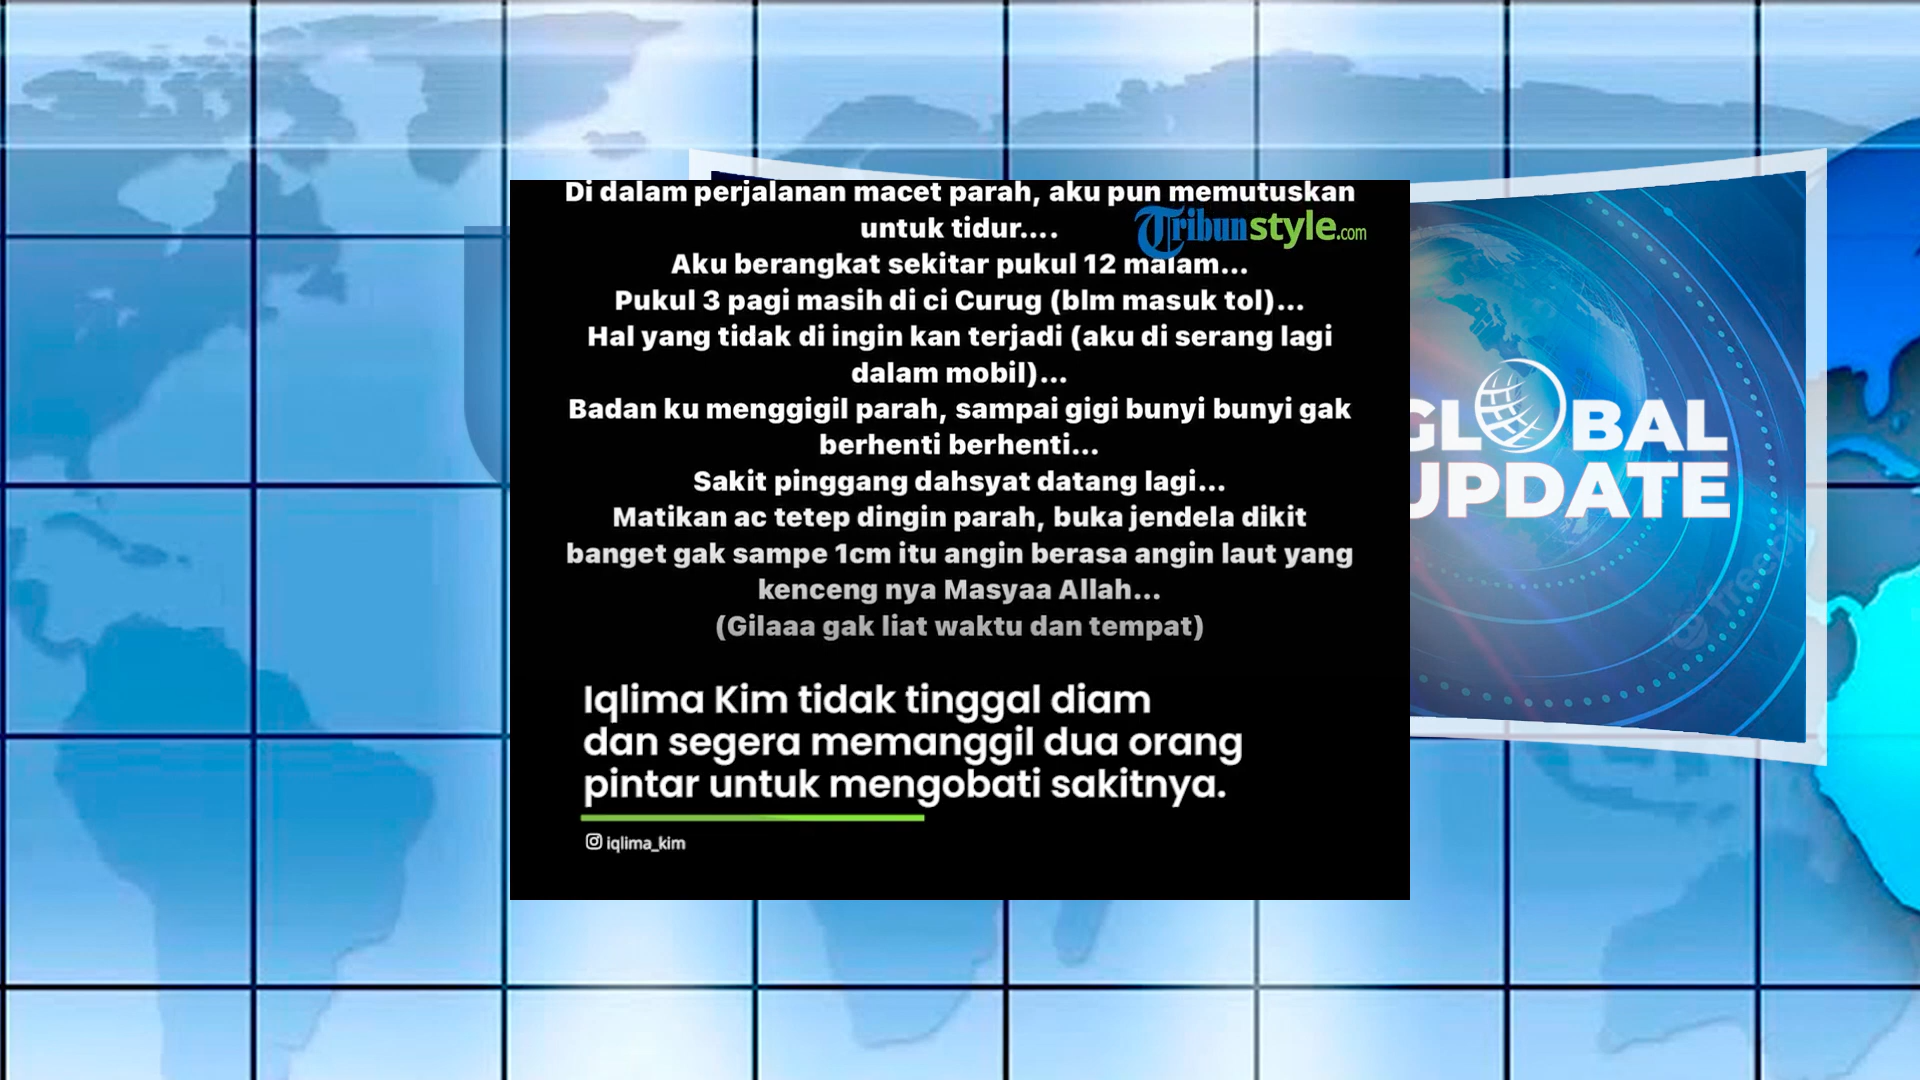 Di dalam perjalanan macet parah, aku pun memutuskan
untuk tidur....
Tribunstyle.com
Aku berangkat sekitar pukul 12 malam...
Pukul 3 pagi masih di ci Curug (blm masuk tol)...
Hal yang tidak di ingin kan terjadi (aku di serang lagi
dalam mobil)...
Badan ku menggigil parah, sampai gigi bunyi bunyi gak
berhenti berhenti...
Sakit pinggang dahsyat datang lagi...
Matikan ac tetep dingin parah, buka jendela dikit
banget gak sampe 1cm itu angin berasa angin laut yang
kenceng nya Masyaa Allah...
(Gilaaa gak liat waktu dan tempat)
Iqlima Kim tidak tinggal diam
dan segera memanggil dua orang
pintar untuk mengobati sakitnya.
iqlima_kim
GLOBAL
UPDATE